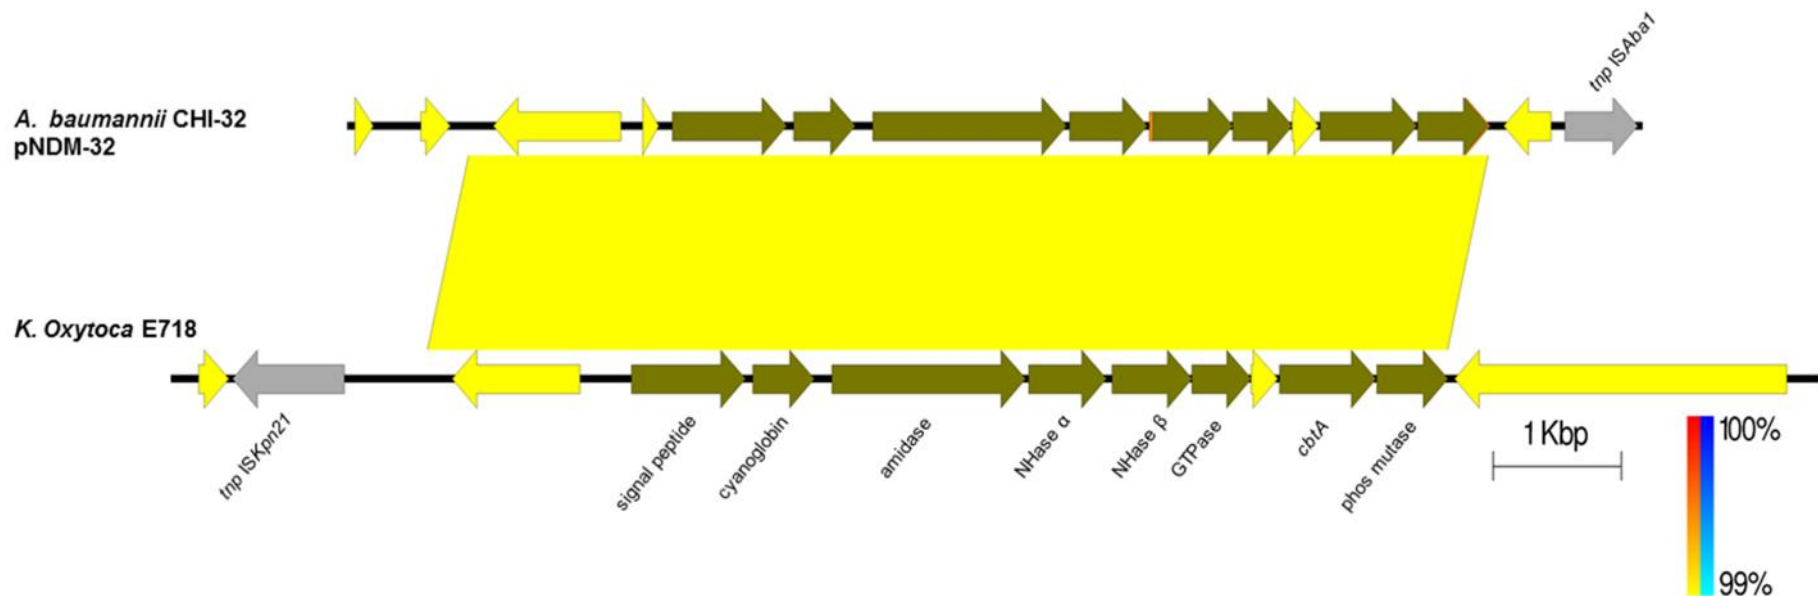 tnp ISAba1
A. baumannii CHI-32
pNDM-32
K. Oxytoca E718
tnp ISKpn21
signal peptide
cyanoglobin
amidase
NHase α
NHase β
GTPase
cbtA
phos mutase
1 Kbp
100%
99%